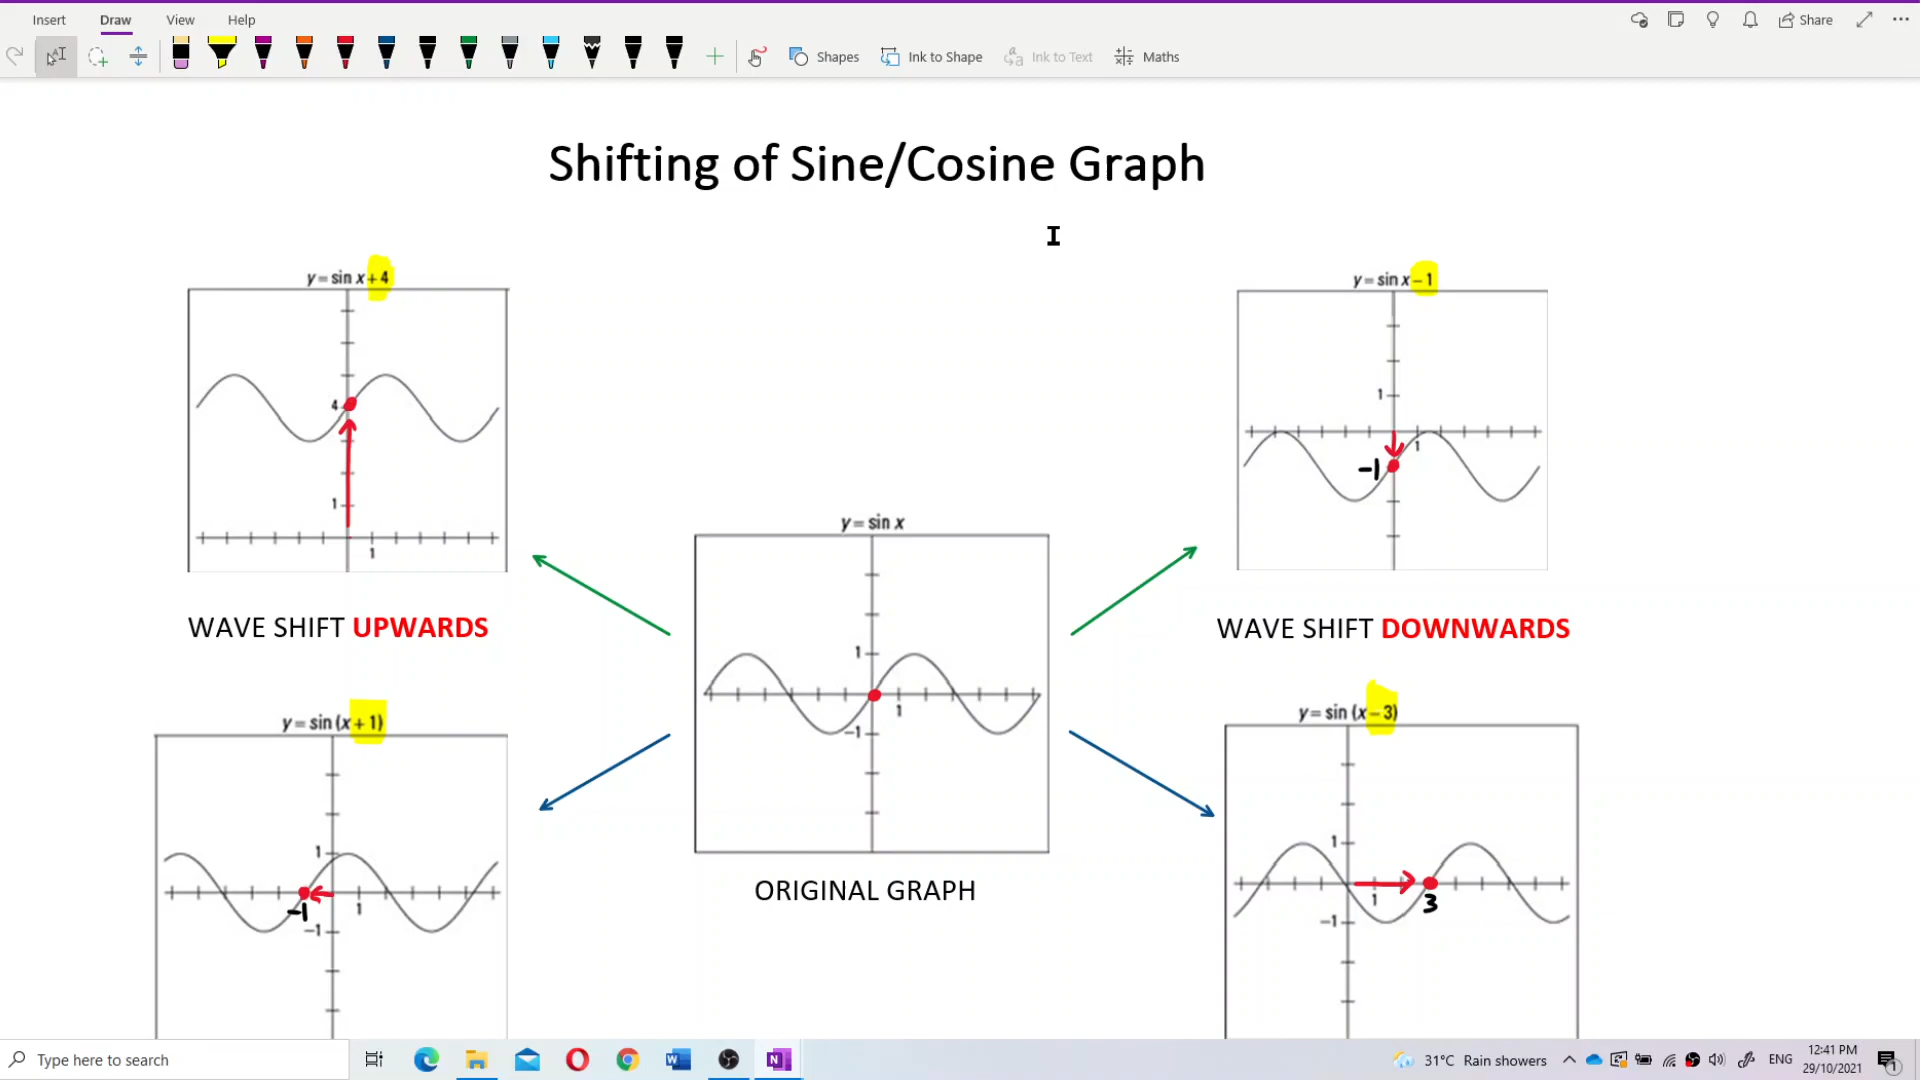 Insert Draw View Help
Share
Shapes Ink to Shape Ink to Text Maths
Shifting of Sine/Cosine Graph
y = sin x + 4
4
1
1
WAVE SHIFT UPWARDS
y = sin x – 1
1
1
-1
WAVE SHIFT DOWNWARDS
y = sin x
1
1
–1
ORIGINAL GRAPH
y = sin (x + 1)
1
-1
1
–1
y = sin (x – 3)
1
1
3
–1
Type here to search
31°C Rain showers
ENG
12:41 PM
29/10/2021
1